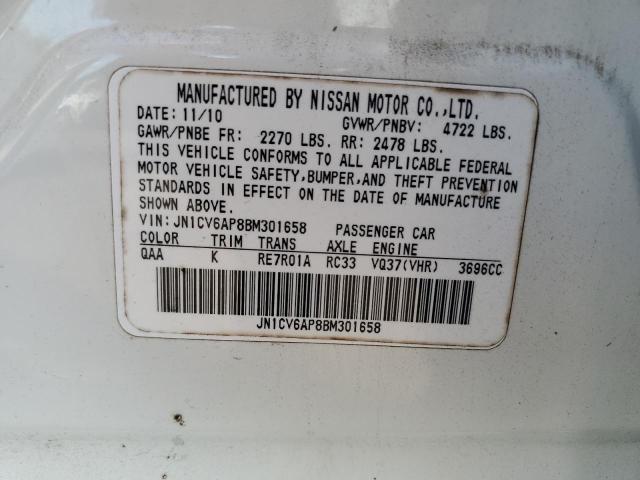 MANUFACTURED BY NISSAN MOTOR CO.,LTD.
DATE: 11/10 GVWR/PNBV: 4722 LBS.
GAWR/PNBE FR: 2270 LBS. RR: 2478 LBS.
THIS VEHICLE CONFORMS TO ALL APPLICABLE FEDERAL
MOTOR VEHICLE SAFETY,BUMPER,AND THEFT PREVENTION
STANDARDS IN EFFECT ON THE DATE OF MANUFACTURE
SHOWN ABOVE.
VIN: JN1CV6AP8BM301658 PASSENGER CAR
COLOR TRIM TRANS AXLE ENGINE
QAA K RE7R01A RC33 VQ37(VHR) 3696CC
JN1CV6AP8BM301658